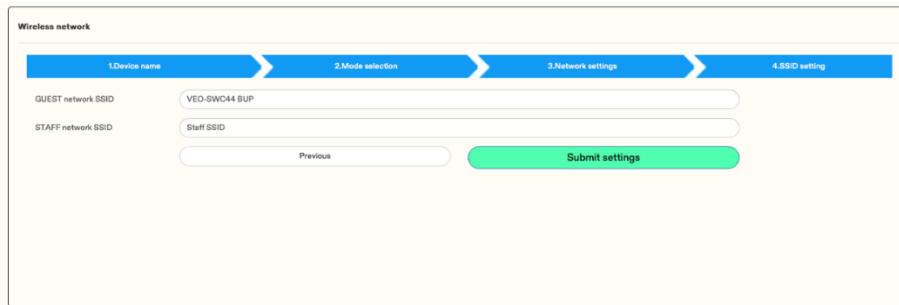 Wireless network
1.Device name
2.Mode selection
3.Network settings
4.SSID setting
GUEST network SSID
VEO-SWC44 BUP
STAFF network SSID
Staff SSID
Previous
Submit settings